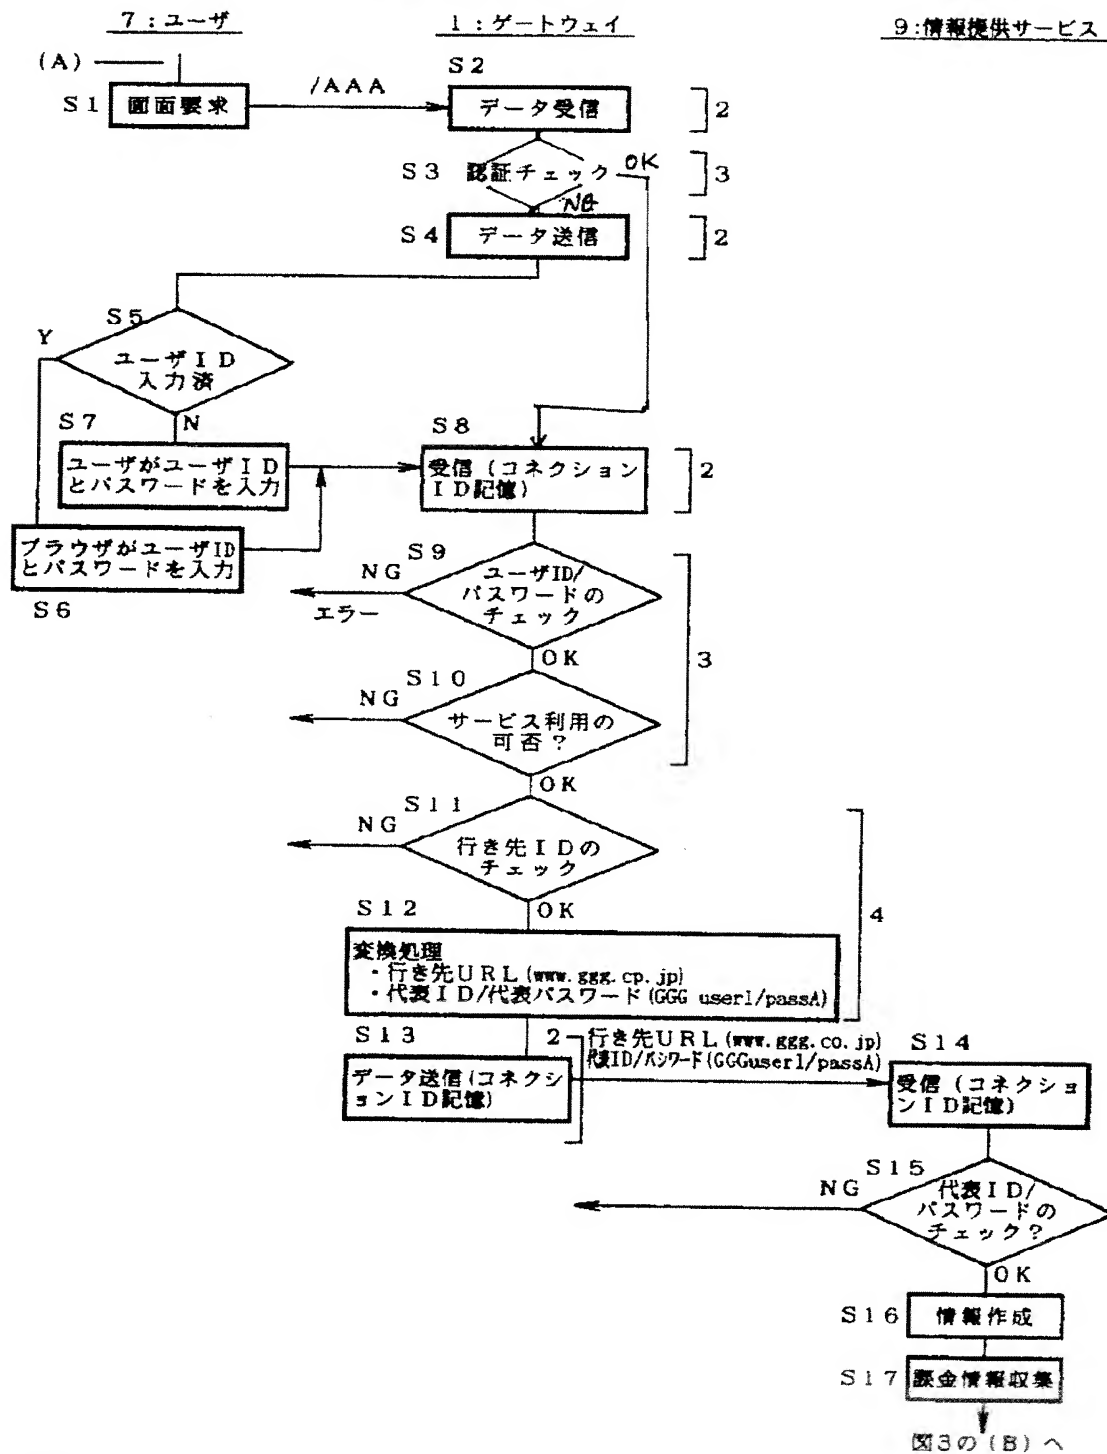 7：ユーザ
1：ゲートウェイ
9：情報提供サービス
(A)
S1
画面要求
/AAA
S2
データ受信
2
S3
認証チェック
OK
3
NG
S4
データ送信
2
S5
Y
ユーザID
入力済
N
S7
ユーザがユーザID
とパスワードを入力
S8
受信（コネクション
ID記憶）
2
ブラウザがユーザID
とパスワードを入力
S6
S9
NG
エラー
ユーザID/
パスワードの
チェック
OK
3
S10
NG
サービス利用の
可否？
OK
S11
NG
行き先IDの
チェック
OK
4
S12
変換処理
・行き先URL(www.ggg.cp.jp)
・代表ID/代表パスワード(GGG user1/passA)
S13
2
行き先URL(www.ggg.co.jp)
代表ID/パシワード(GGGuser1/passA)
データ送信(コネクシ
ョンID記憶)
S14
受信（コネクショ
ンID記憶）
S15
NG
代表ID/
パスワードの
チェック？
OK
S16
情報作成
S17
課金情報収集
図3の(B)へ